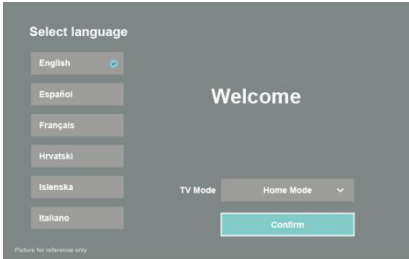 Select language
English
Español
Français
Hrvatski
Islenska
Italiano
Welcome
TV Mode
Home Mode
Confirm
Picture for reference only